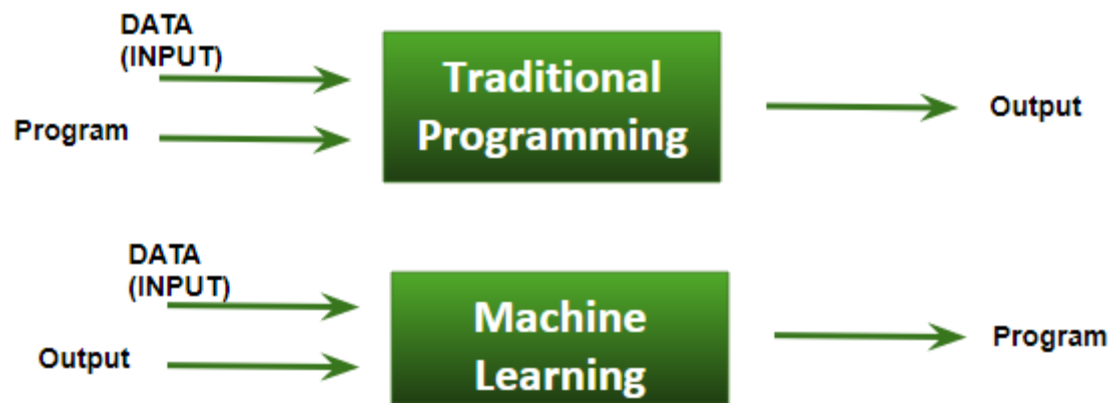 DATA
(INPUT)
Program
Traditional
Programming
Output
DATA
(INPUT)
Output
Machine
Learning
Program